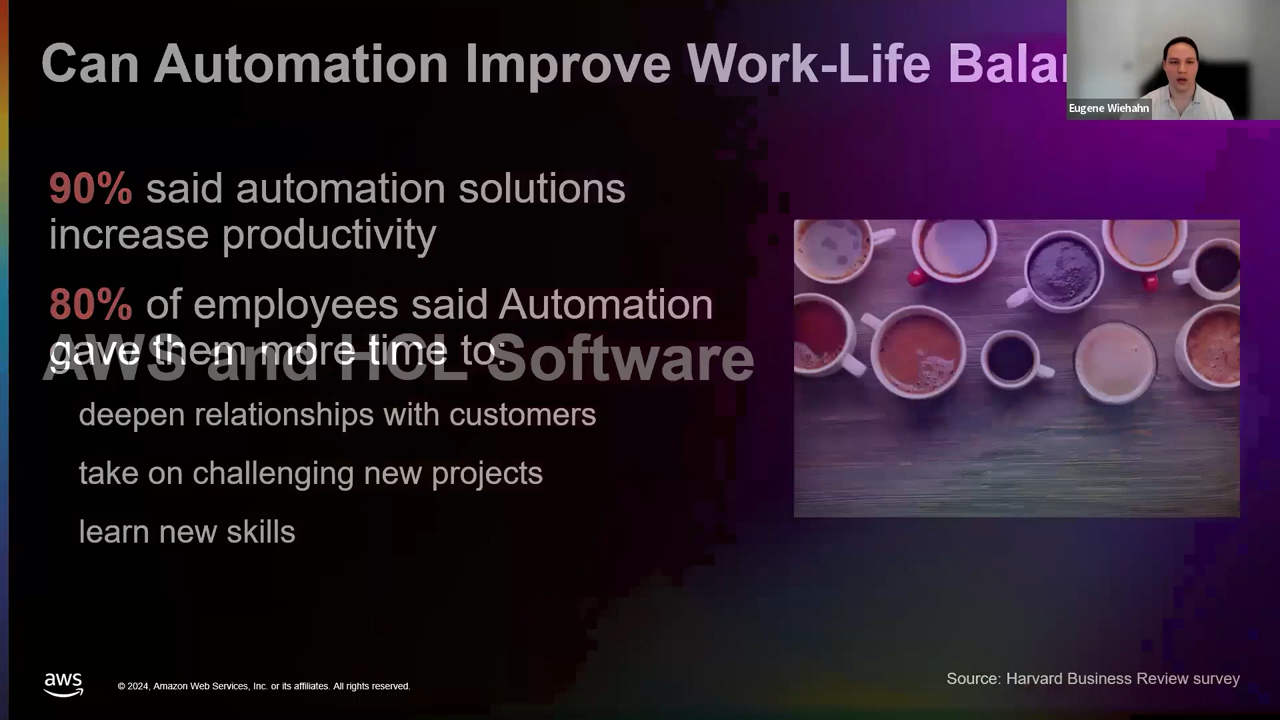 Can Automation Improve Work-Life Bala
Eugene Wiehahn
90% said automation solutions
increase productivity
80% of employees said Automation
gave them more time to:
AWS and HCL Software
deepen relationships with customers
take on challenging new projects
learn new skills
aws
© 2024, Amazon Web Services, Inc. or its affiliates. All rights reserved.
Source: Harvard Business Review survey